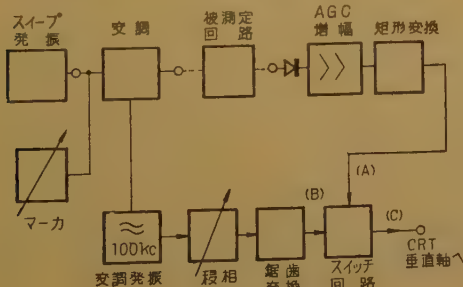 スイープ
発振
変調
被測定
回路
AGC
増幅
矩形変換
マーカ
(A)
(B)
(C)
100kc
CRT
垂直軸へ
変調発振
移相
鋸歯
変換
スイッチ
回路